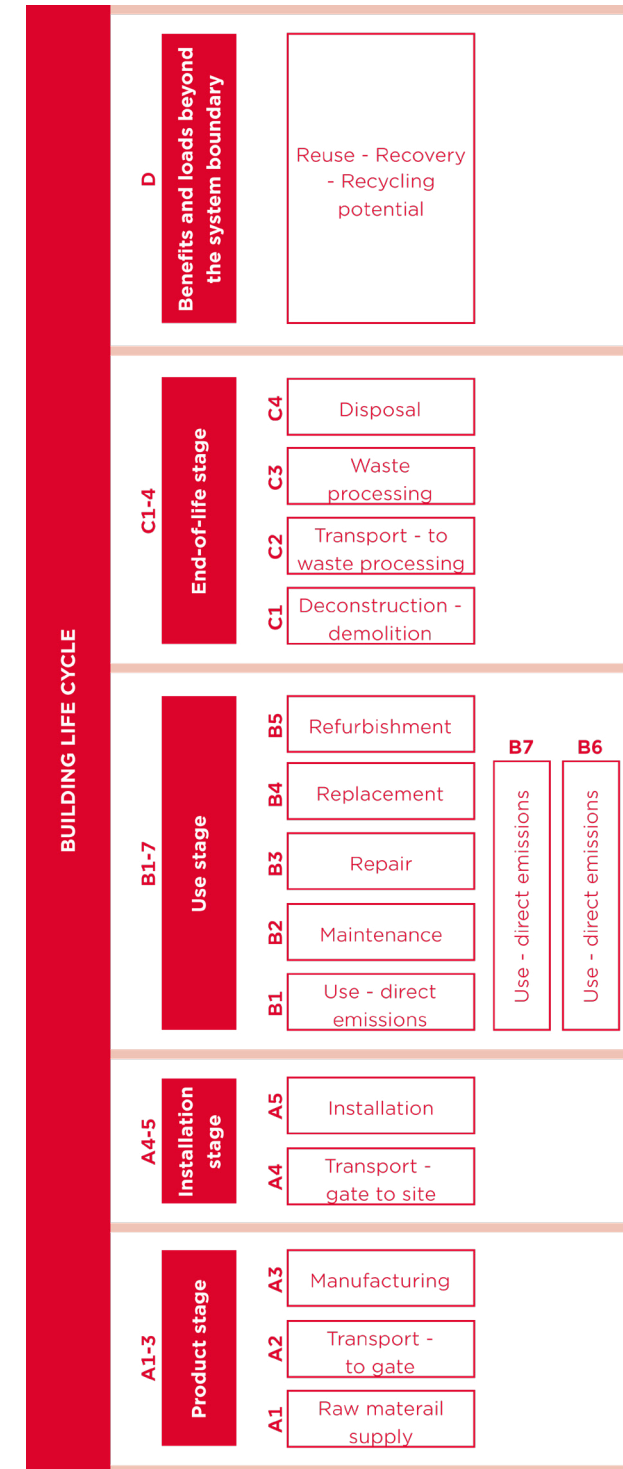 BUILDING LIFE CYCLE
D
Benefits and loads beyond
the system boundary
Reuse - Recovery
- Recycling
potential
C1-4
End-of-life stage
C4
Disposal
C3
Waste
processing
C2
Transport - to
waste processing
C1
Deconstruction -
demolition
B1-7
Use stage
B5
Refurbishment
B4
Replacement
B3
Repair
B2
Maintenance
B1
Use - direct
emissions
B7
Use - direct emissions
B6
Use - direct emissions
A4-5
Installation
stage
A5
Installation
A4
Transport -
gate to site
A1-3
Product stage
A3
Manufacturing
A2
Transport -
to gate
A1
Raw materail
supply